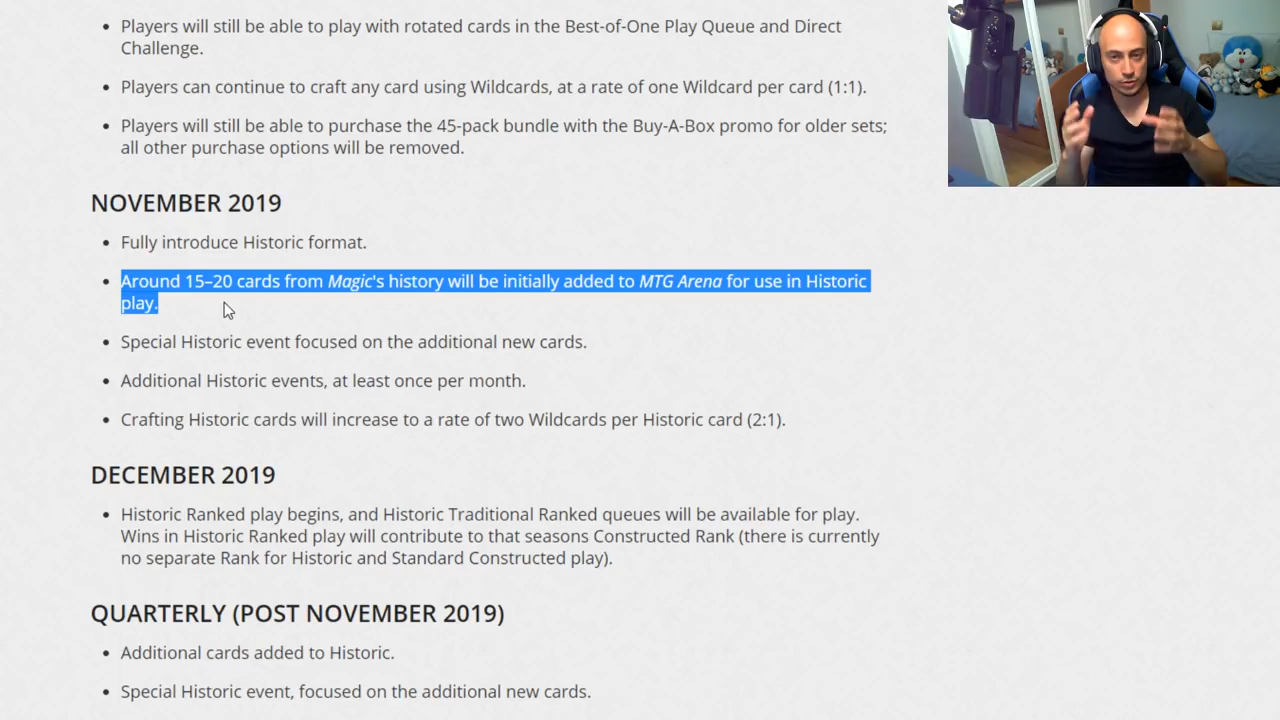 Players will still be able to play with rotated cards in the Best-of-One Play Queue and Direct
Challenge.
Players can continue to craft any card using Wildcards, at a rate of one Wildcard per card (1:1).
Players will still be able to purchase the 45-pack bundle with the Buy-A-Box promo for older sets;
all other purchase options will be removed.
NOVEMBER 2019
Fully introduce Historic format.
Around 15–20 cards from Magic's history will be initially added to MTG Arena for use in Historic
play.
Special Historic event focused on the additional new cards.
Additional Historic events, at least once per month.
Crafting Historic cards will increase to a rate of two Wildcards per Historic card (2:1).
DECEMBER 2019
Historic Ranked play begins, and Historic Traditional Ranked queues will be available for play.
Wins in Historic Ranked play will contribute to that seasons Constructed Rank (there is currently
no separate Rank for Historic and Standard Constructed play).
QUARTERLY (POST NOVEMBER 2019)
Additional cards added to Historic.
Special Historic event, focused on the additional new cards.